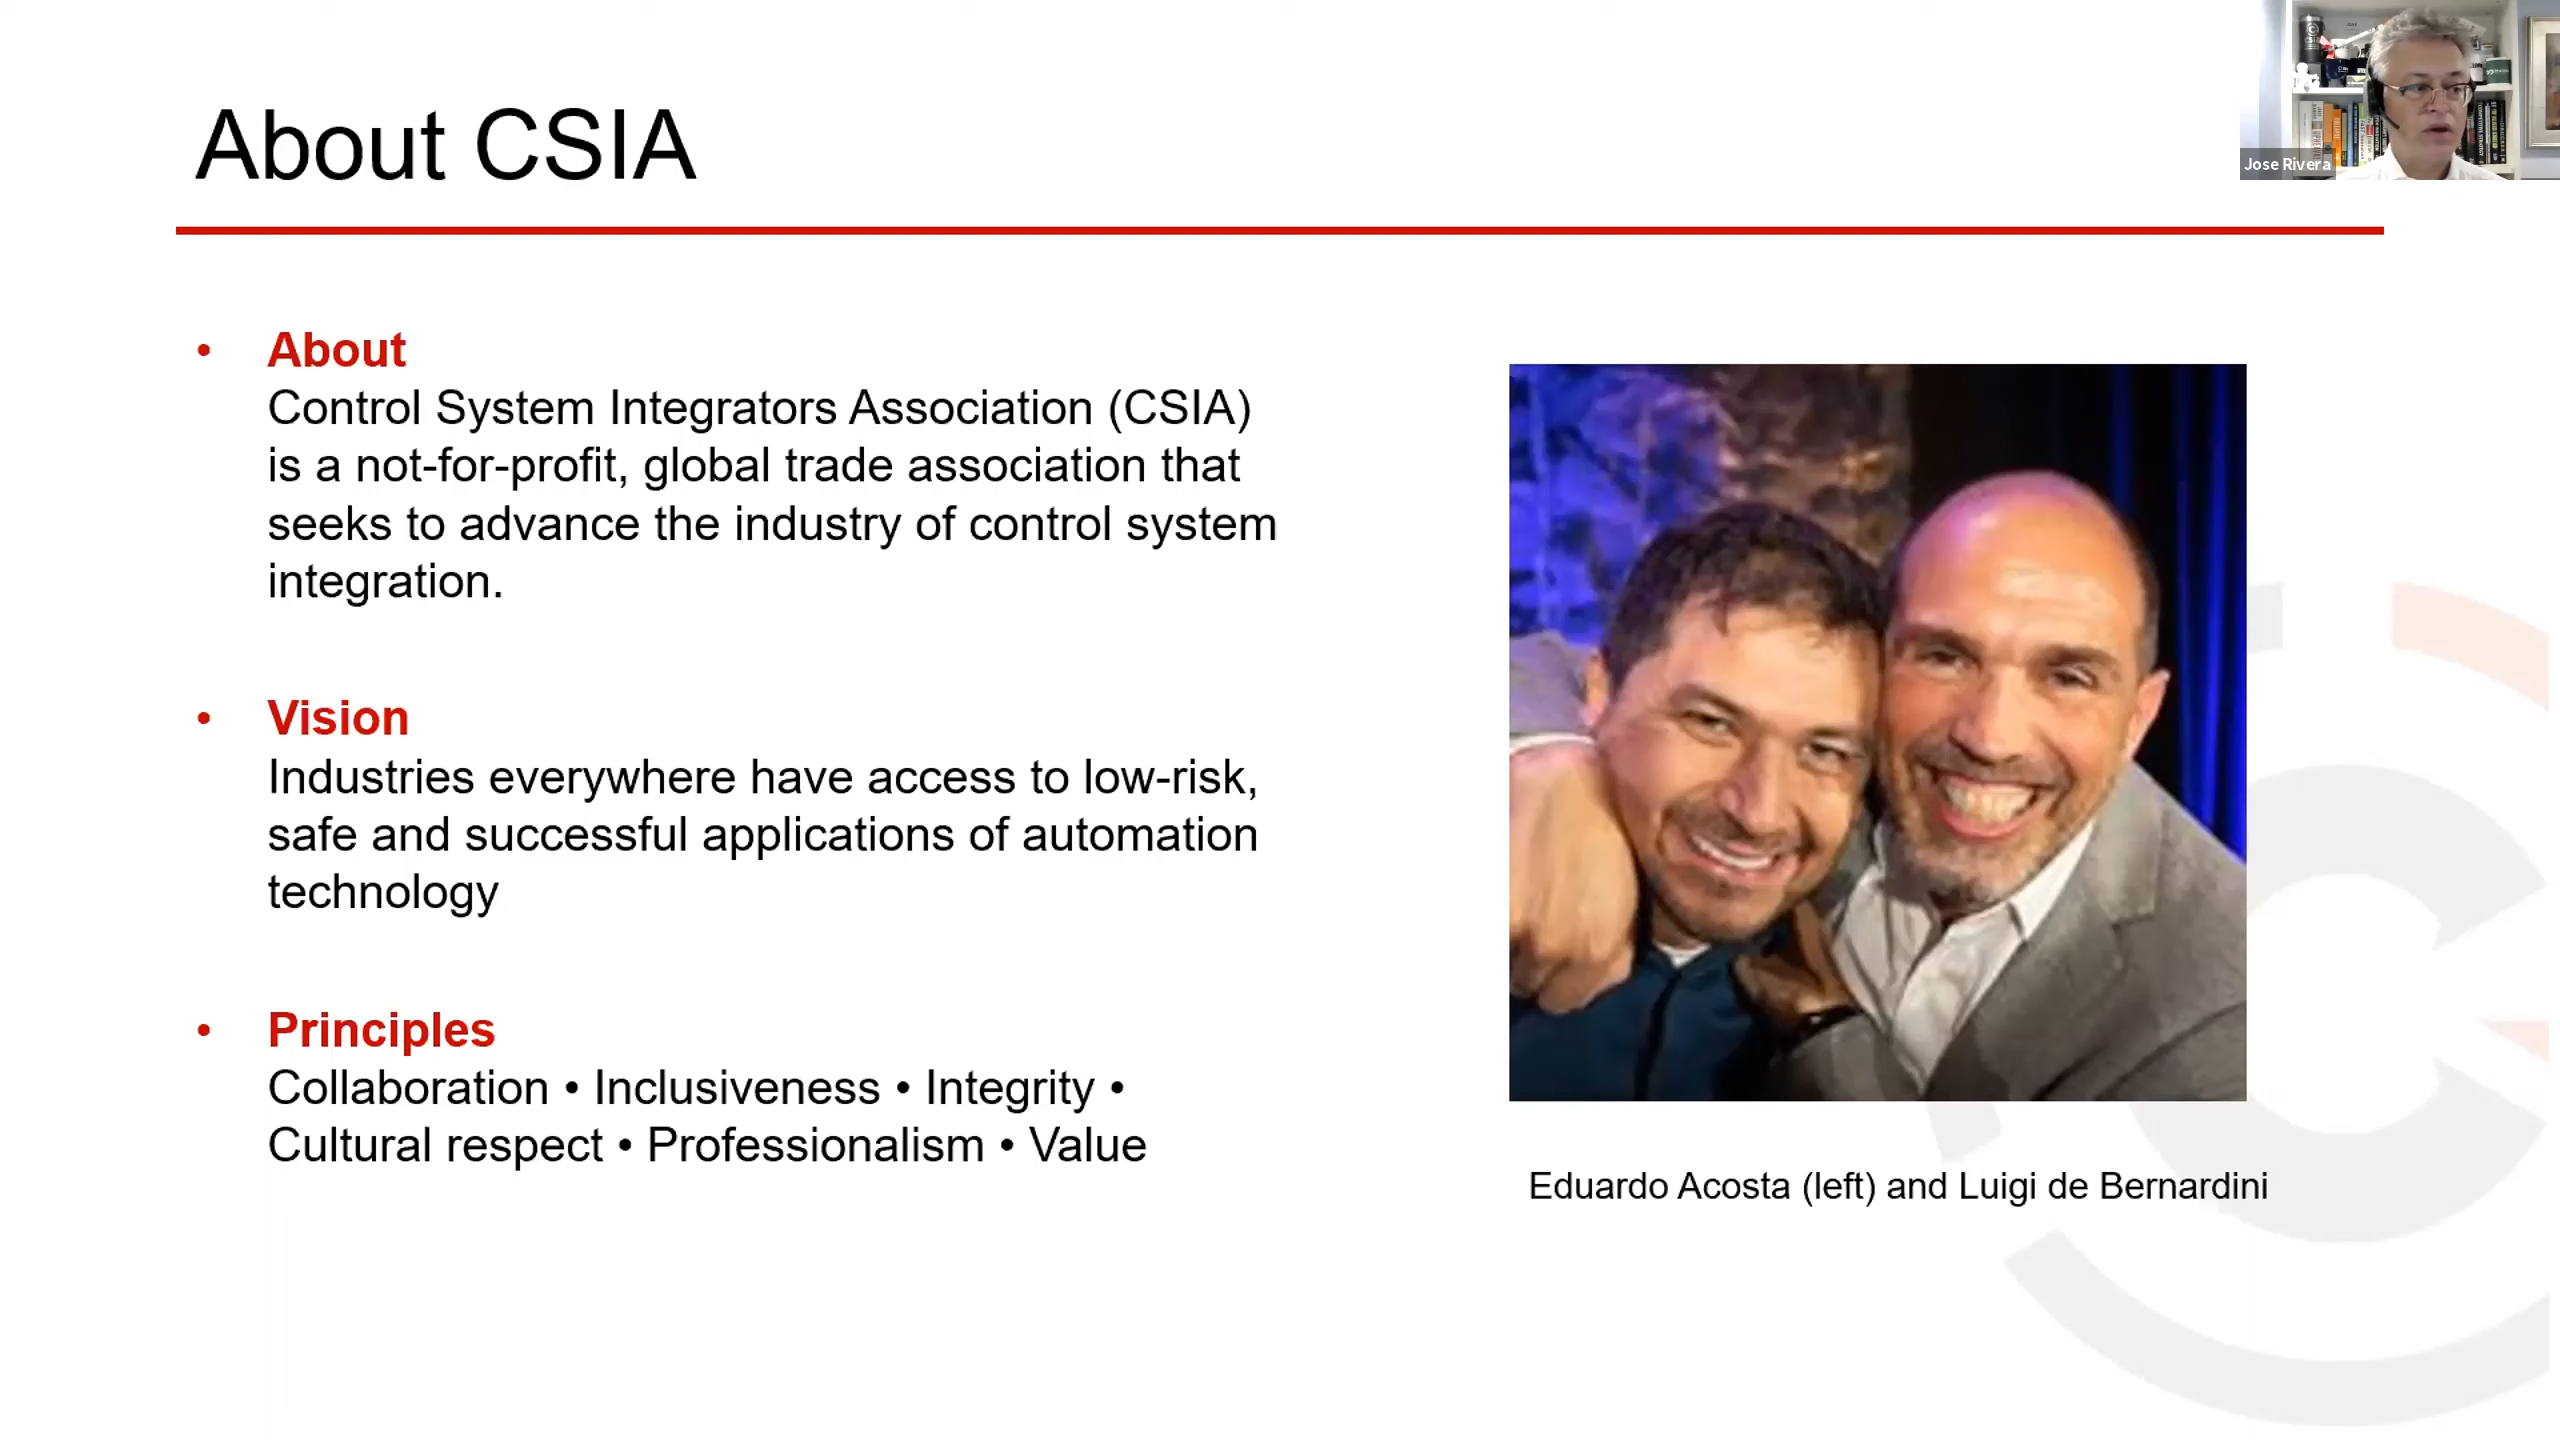 About CSIA
Jose Rivera
• About
Control System Integrators Association (CSIA)
is a not-for-profit, global trade association that
seeks to advance the industry of control system
integration.
• Vision
Industries everywhere have access to low-risk,
safe and successful applications of automation
technology
• Principles
Collaboration • Inclusiveness • Integrity •
Cultural respect • Professionalism • Value
Eduardo Acosta (left) and Luigi de Bernardini